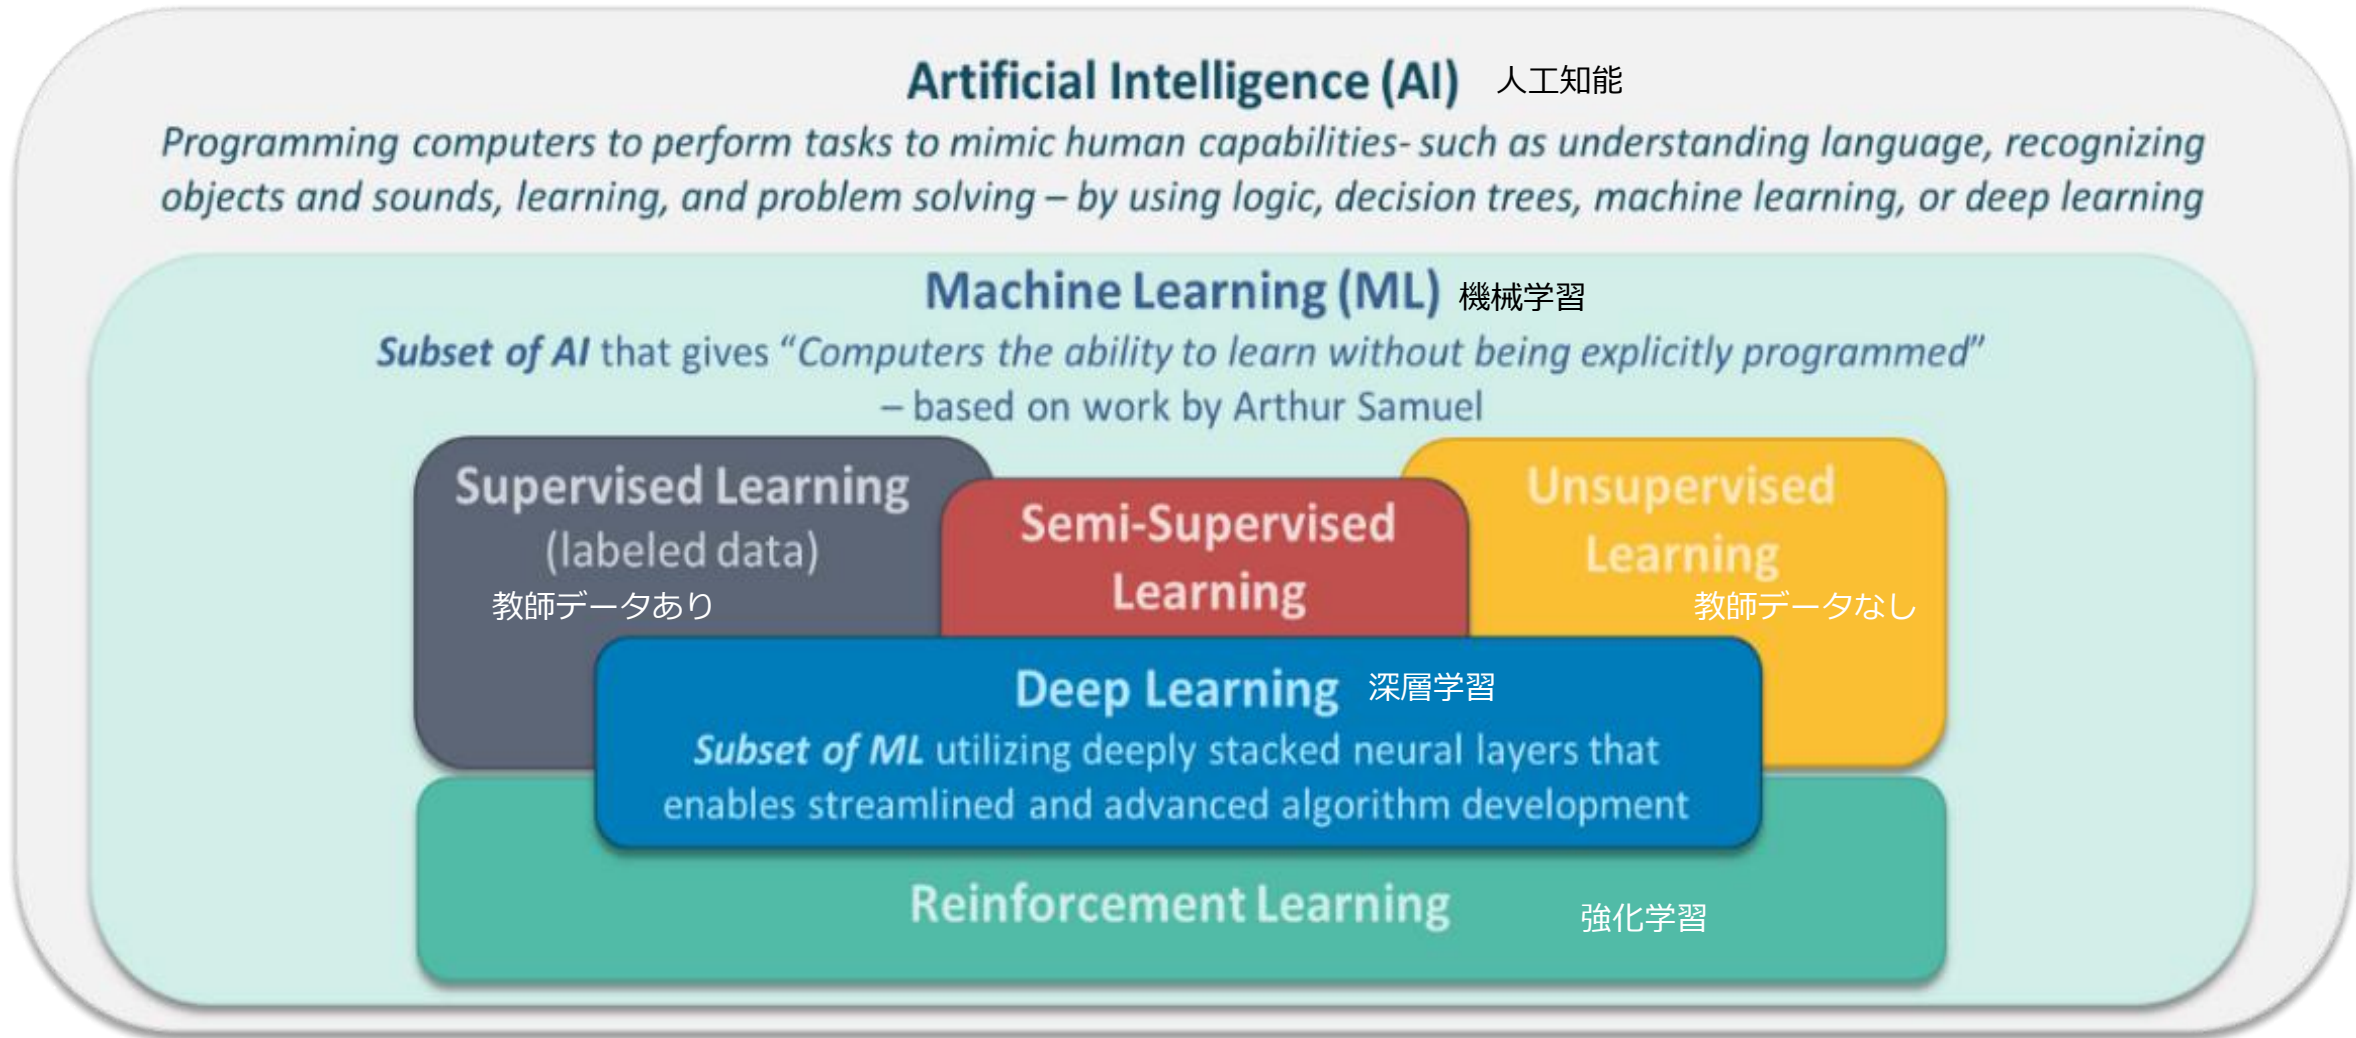 Artificial Intelligence (AI) 人工知能
Programming computers to perform tasks to mimic human capabilities- such as understanding language, recognizing
objects and sounds, learning, and problem solving – by using logic, decision trees, machine learning, or deep learning
Machine Learning (ML) 機械学習
Subset of AI that gives “Computers the ability to learn without being explicitly programmed”
– based on work by Arthur Samuel
Supervised Learning
(labeled data)
教師データあり
Semi-Supervised
Learning
Unsupervised
Learning
教師データなし
Deep Learning 深層学習
Subset of ML utilizing deeply stacked neural layers that
enables streamlined and advanced algorithm development
Reinforcement Learning 強化学習